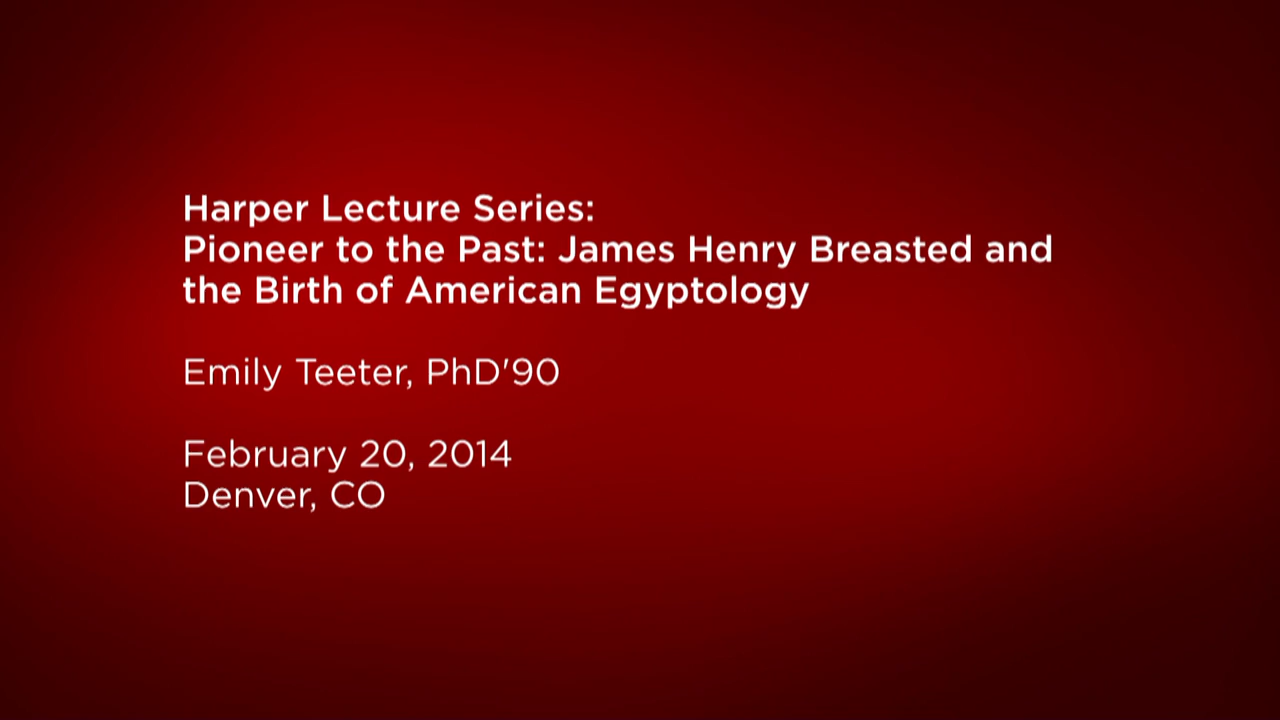 Harper Lecture Series:
Pioneer to the Past: James Henry Breasted and
the Birth of American Egyptology
Emily Teeter, PhD'90
February 20, 2014
Denver, CO